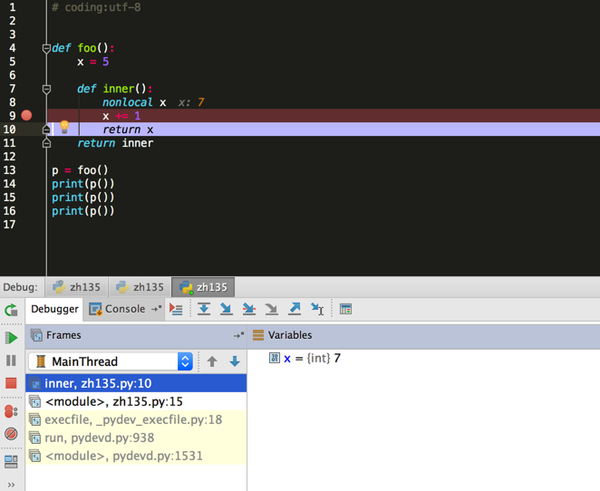 1 # coding:utf-8
2
3
4 def foo():
5 x = 5
6
7 def inner():
8 nonlocal x x: 7
9 x += 1
10 return x
11 return inner
12
13 p = foo()
14 print(p())
15 print(p())
16 print(p())
17
Debug: zh135 zh135 zh135
Debugger Console
Frames
Variables
MainThread
x = {int} 7
inner, zh135.py:10
<module>, zh135.py:15
execfile, _pydev_execfile.py:18
run, pydevd.py:938
<module>, pydevd.py:1531